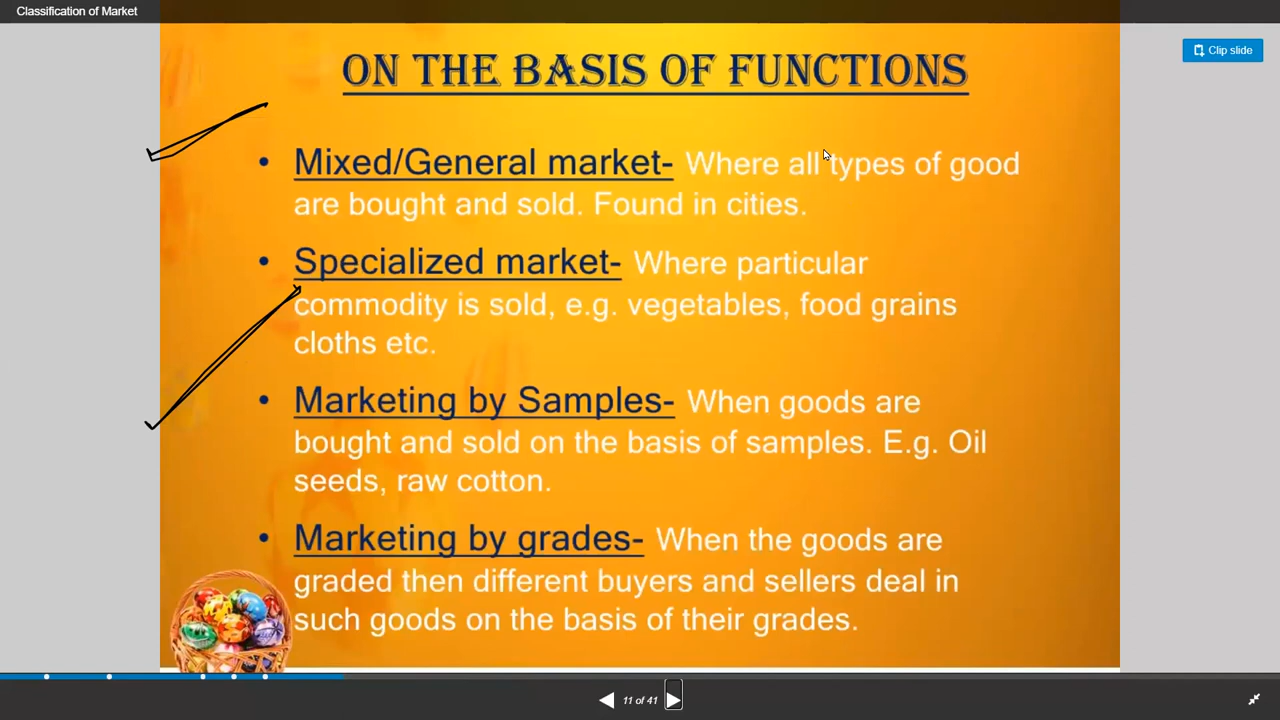 Classification of Market
Clip slide
ON THE BASIS OF FUNCTIONS
• Mixed/General market- Where all types of good
are bought and sold. Found in cities.
• Specialized market- Where particular
commodity is sold, e.g. vegetables, food grains
cloths etc.
• Marketing by Samples- When goods are
bought and sold on the basis of samples. E.g. Oil
seeds, raw cotton.
• Marketing by grades- When the goods are
graded then different buyers and sellers deal in
such goods on the basis of their grades.
11 of 41